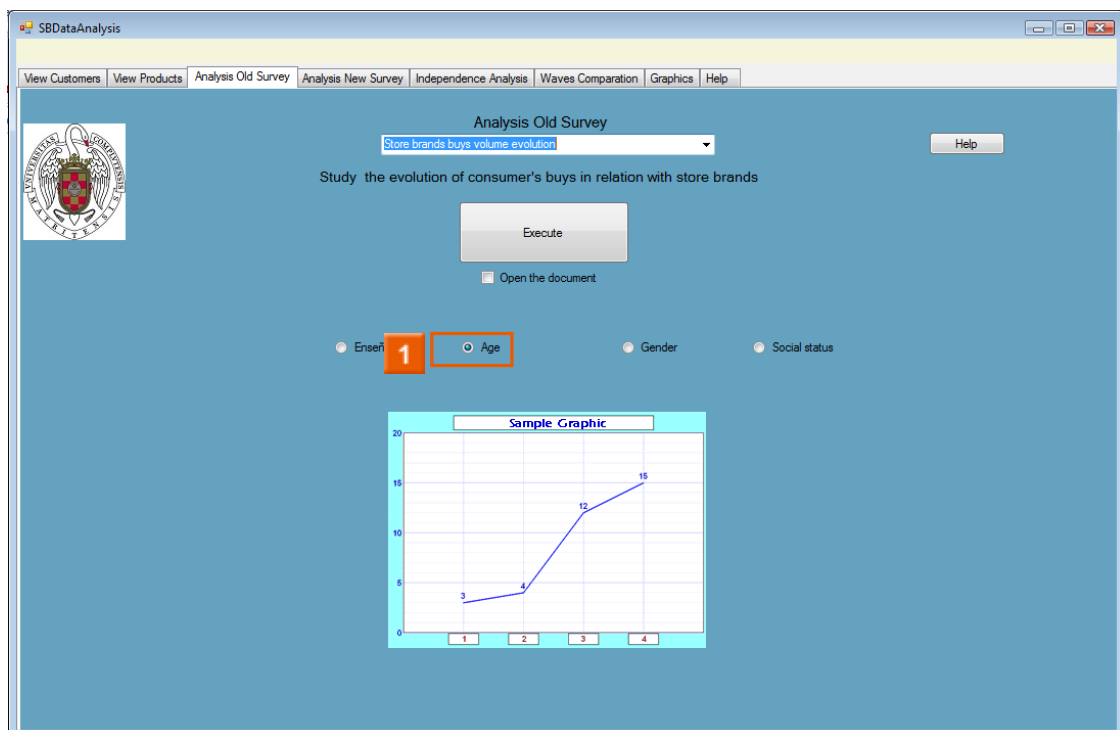 SBDataAnalysis
View Customers View Products Analysis Old Survey Analysis New Survey Independence Analysis Waves Comparation Graphics Help
Analysis Old Survey
Store brands buys volume evolution
Help
Study the evolution of consumer's buys in relation with store brands
VNIVERSITAS COMPLVTENSIS
MATRITENSIS
Execute
Open the document
Enseñ 1 Age Gender Social status
Sample Graphic
20
15
15
12
10
5
4
3
0
1 2 3 4